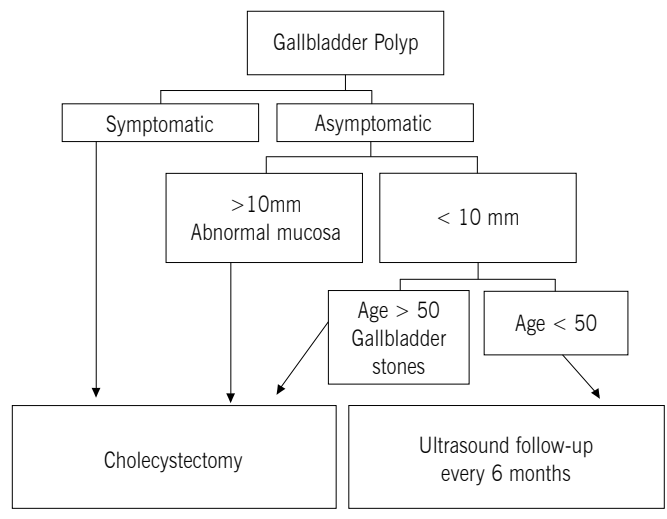 Gallbladder Polyp
Symptomatic
Asymptomatic
>10mm
Abnormal mucosa
< 10 mm
Age > 50
Gallbladder
stones
Age < 50
Cholecystectomy
Ultrasound follow-up
every 6 months